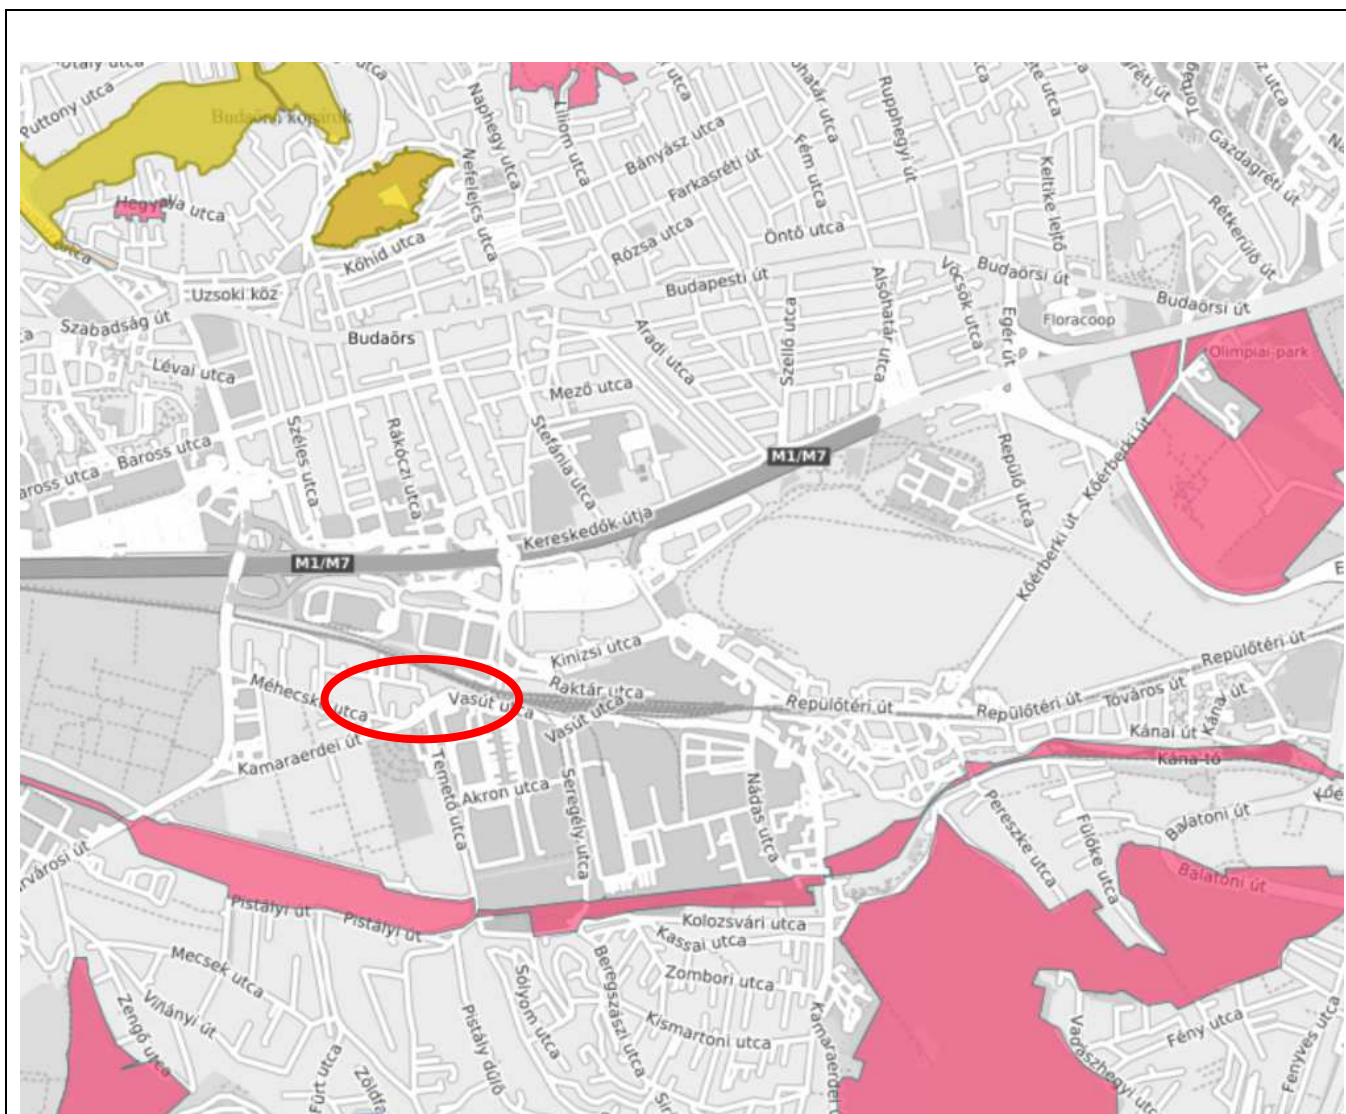 Puttony utca
Budaörsi kopárok
Naphegy utca
Liliom utca
Nefelejcs utca
Bányász utca
Farkasréti út
Fém utca
Rupphegyi út
Keltike lejtő
Gazdagréti út
Rétkerülő út
Hegyalja utca
utca
Kőhíd utca
Rózsa utca
Öntő utca
Budapesti út
Uzsoki köz
Szabadság út
Budaörs
Aradi utca
Szellő utca
Alsóhatár utca
Vöcsök utca
Budaörsi út
Budaörsi út
Egér út
Floracoop
Olimpiai park
Lévai utca
Mező utca
Baross utca
Széles utca
Rákóczi utca
Stefánia utca
M1/M7
Kőérberki út
Repülő utca
Kereskedők útja
M1/M7
Kőérberki út
Kinizsi utca
Repülőtéri út
Méhecske utca
Vasút utca
Raktár utca
Vasút utca
Repülőtéri út
Repülőtéri út
Tóváros út
Kánai út
Kánai út
Kána-tó
Kamaraerdei út
Temető utca
Akron utca
Seregély utca
Nádas utca
Pereszke utca
Fülőke utca
Balatoni út
Balatoni út
Pistályi út
Pistályi út
Kolozsvári utca
Kassai utca
Mecsek utca
Zombori utca
Villányi út
Zengő utca
Sólyom utca
Beregszászi utca
Kismartoni utca
Pistály dűlő
Kamaraerdei
Fény utca
Vadaszhegyi út
Fenyves utca
Fürt utca